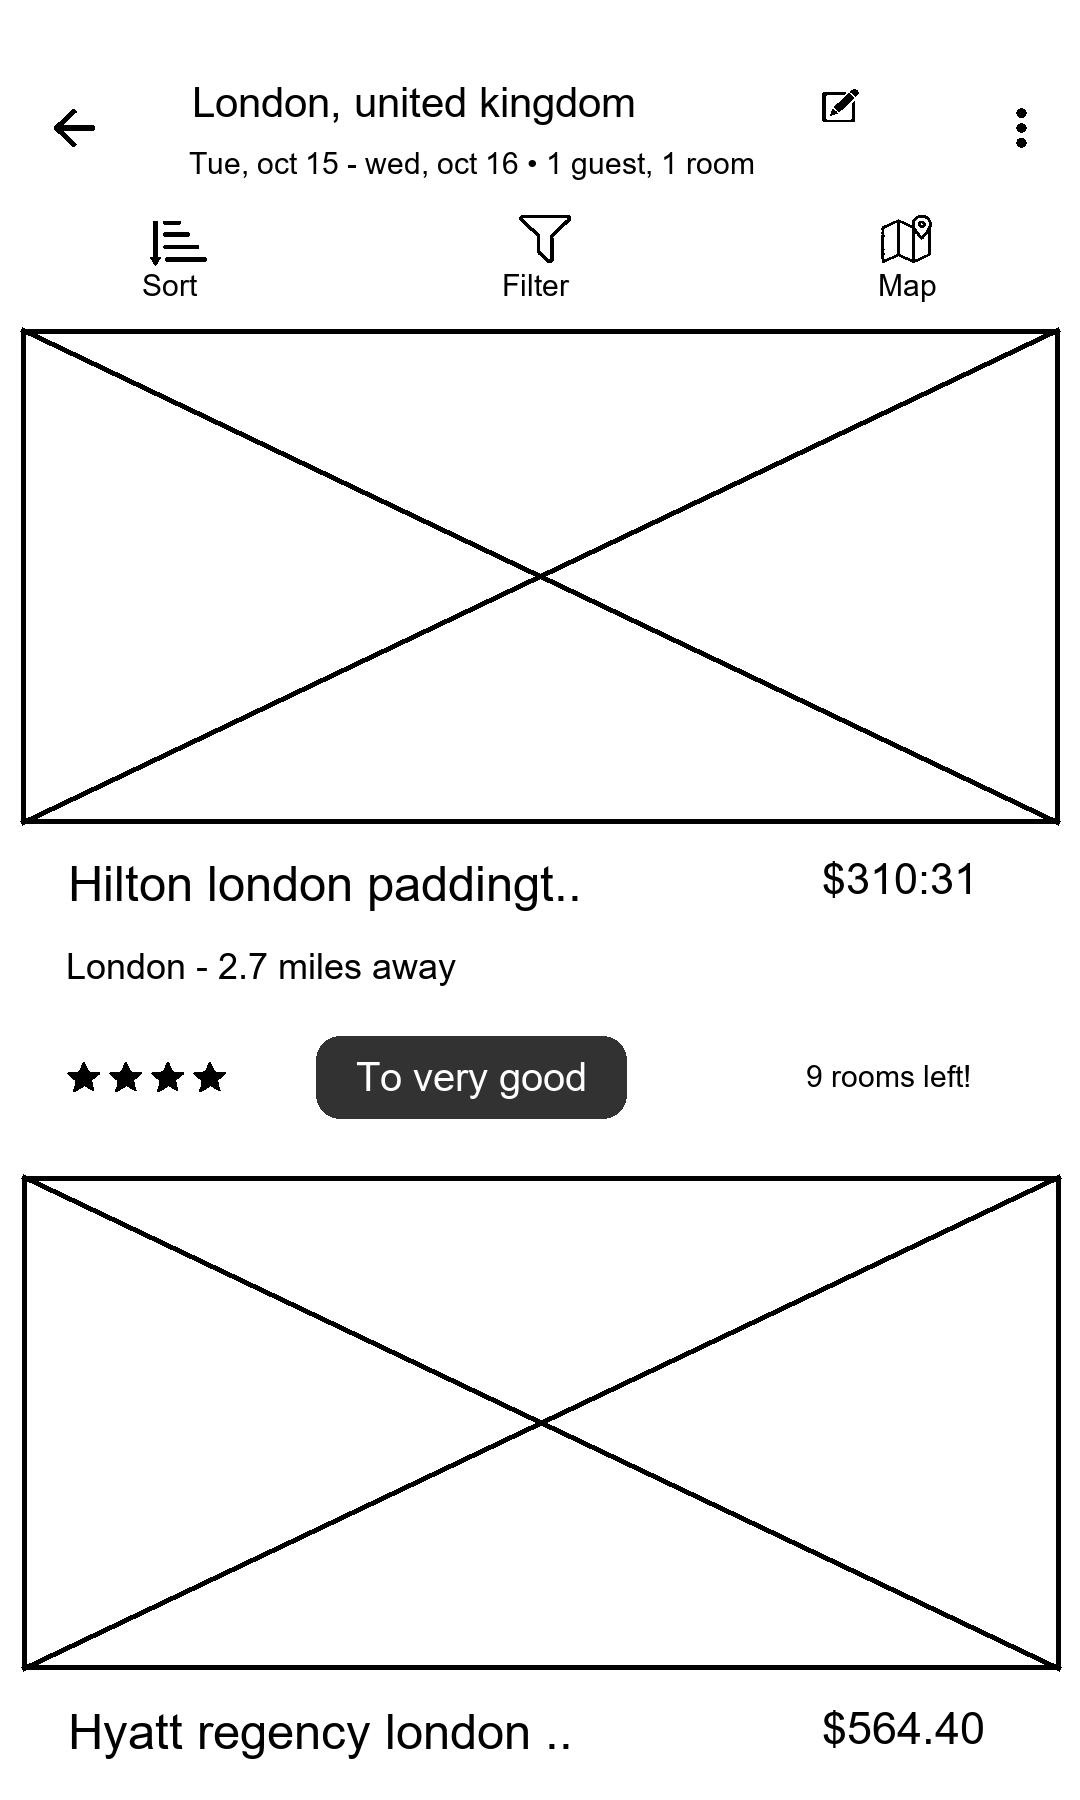 London, united kingdom
Tue, oct 15 - wed, oct 16 • 1 guest, 1 room
Sort
Filter
Map
Hilton london paddingt..
$310:31
London - 2.7 miles away
To very good
9 rooms left!
Hyatt regency london ..
$564.40